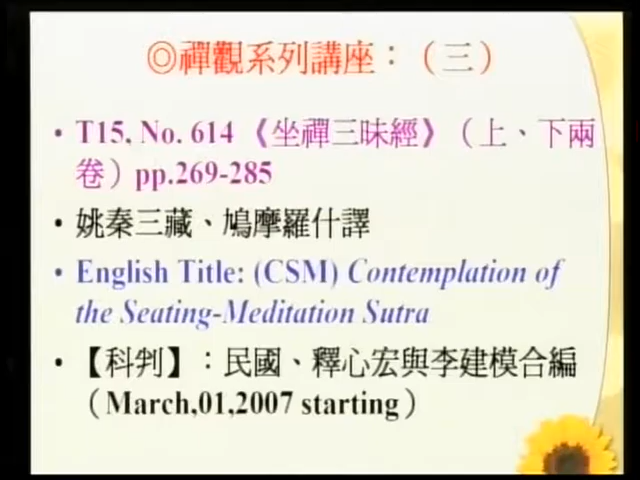 ◎禪觀系列講座：（三）
• T15, No. 614 《坐禪三昧經》（上、下兩
卷）pp.269-285
• 姚秦三藏、鳩摩羅什譯
• English Title: (CSM) Contemplation of
the Seating-Meditation Sutra
• 【科判】：民國、釋心宏與李建模合編
（March,01,2007 starting）